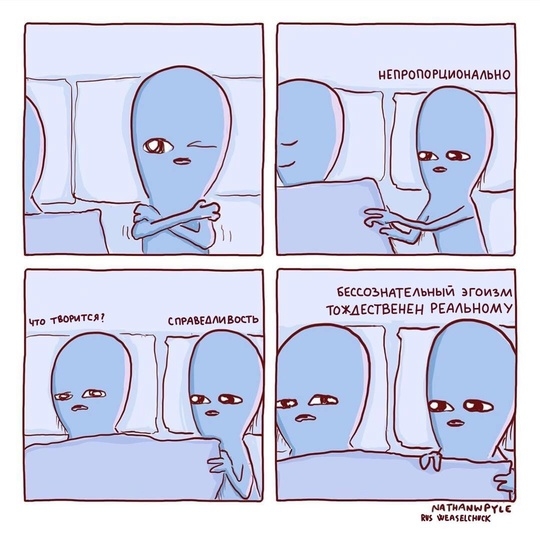 НЕПРОПОРЦИОНАЛЬНО
ЧТО ТВОРИТСЯ?
СПРАВЕДЛИВОСТЬ
БЕССОЗНАТЕЛЬНЫЙ ЭГОИЗМ
ТОЖДЕСТВЕНЕН РЕАЛЬНОМУ
NATHANWPYLE
RUS WEASELCHUCK